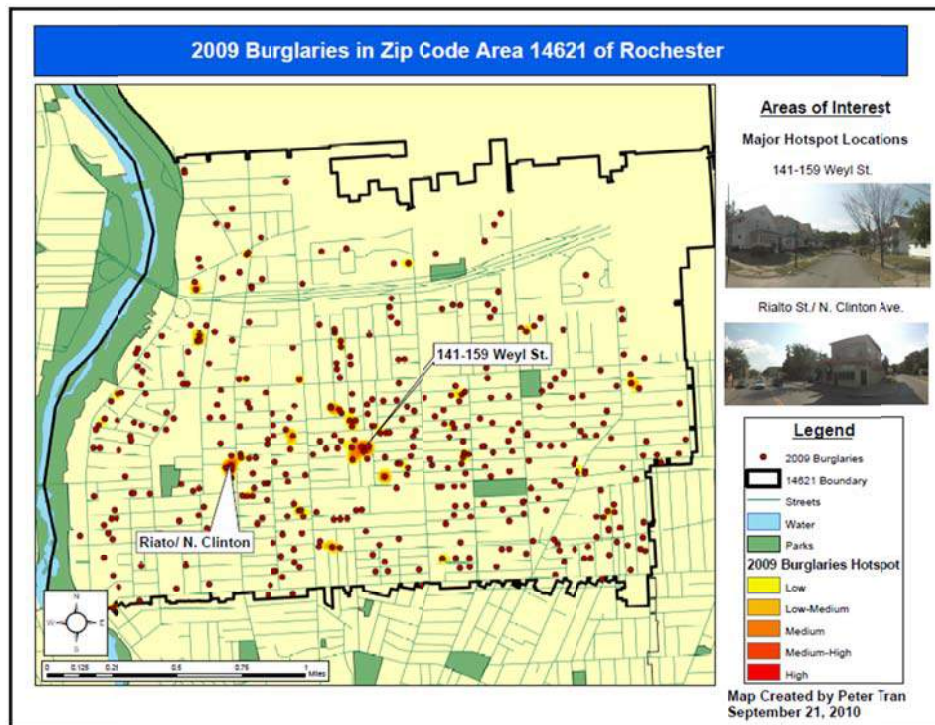 2009 Burglaries in Zip Code Area 14621 of Rochester
Areas of Interest
Major Hotspot Locations
141-159 Weyl St.
Rialto St./ N. Clinton Ave.
141-159 Weyl St.
Riato/ N. Clinton
Legend
2009 Burglaries
14621 Boundary
Streets
Water
Parks
2009 Burglaries Hotspot
Low
Low-Medium
Medium
Medium-High
High
N
W E
S
0 0.125 0.25 0.5 0.75 1
Miles
Map Created by Peter Tran
September 21, 2010